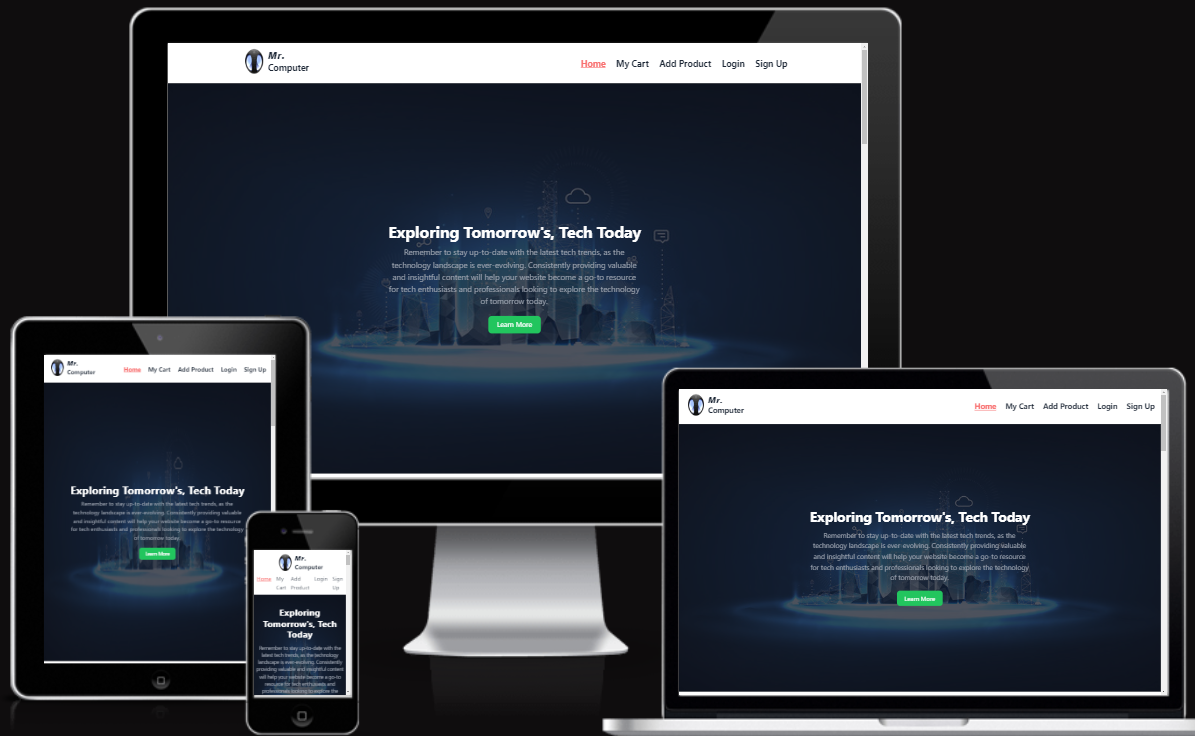 Mr.
Computer
Home My Cart Add Product Login Sign Up
Exploring Tomorrow's, Tech Today
Remember to stay up-to-date with the latest tech trends, as the
technology landscape is ever-evolving. Consistently providing valuable
and insightful content will help your website become a go-to resource
for tech enthusiasts and professionals looking to explore the technology
of tomorrow today.
Learn More
Mr.
Computer
Home My Cart Add Product Login Sign Up
Exploring Tomorrow's, Tech Today
Remember to stay up-to-date with the latest tech trends, as the
technology landscape is ever-evolving. Consistently providing valuable
and insightful content will help your website become a go-to resource
for tech enthusiasts and professionals looking to explore the technology
of tomorrow today.
Learn More
Mr.
Computer
Home My Add Login Sign
Cart Product Up
Exploring
Tomorrow's, Tech
Today
Remember to stay up-to-date with the
latest tech trends, as the technology
landscape is ever-evolving. Consistently
providing valuable and insightful content
will help your website become a go-to
resource for tech enthusiasts and
professionals looking to explore the
Mr.
Computer
Home My Cart Add Product Login Sign Up
Exploring Tomorrow's, Tech Today
Remember to stay up-to-date with the latest tech trends, as the
technology landscape is ever-evolving. Consistently providing valuable
and insightful content will help your website become a go-to resource
for tech enthusiasts and professionals looking to explore the technology
of tomorrow today.
Learn More